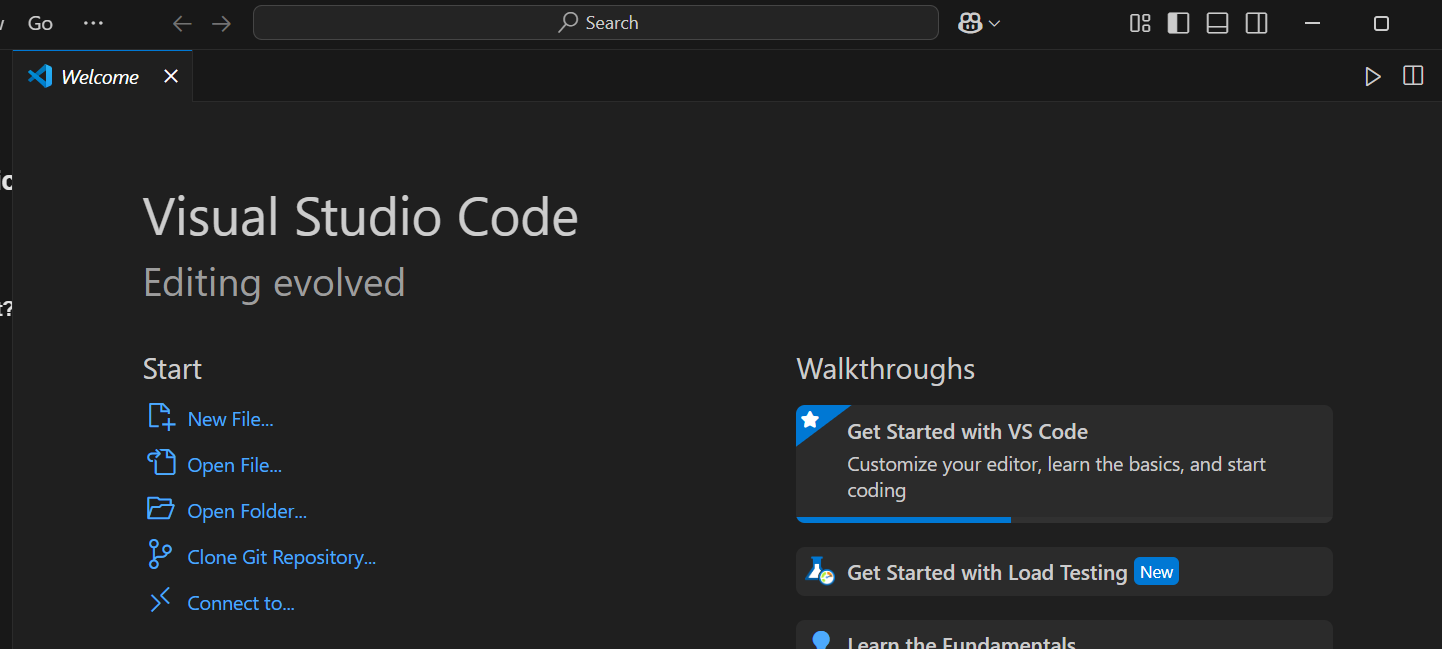 Go
Search
Welcome
Visual Studio Code
Editing evolved
Start
New File...
Open File...
Open Folder...
Clone Git Repository...
Connect to...
Walkthroughs
Get Started with VS Code
Customize your editor, learn the basics, and start
coding
Get Started with Load Testing New
Learn the Fundamentals